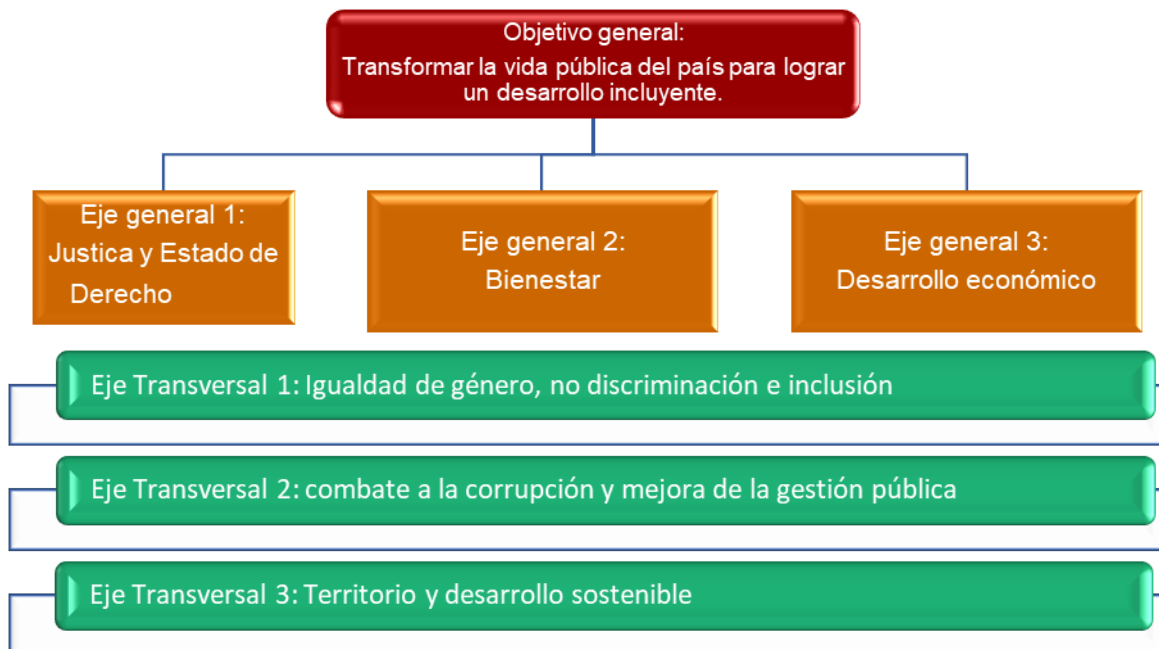 Objetivo general:
Transformar la vida pública del país para lograr
un desarrollo incluyente.
Eje general 1:
Justica y Estado de
Derecho
Eje general 2:
Bienestar
Eje general 3:
Desarrollo económico
Eje Transversal 1: Igualdad de género, no discriminación e inclusión
Eje Transversal 2: combate a la corrupción y mejora de la gestión pública
Eje Transversal 3: Territorio y desarrollo sostenible